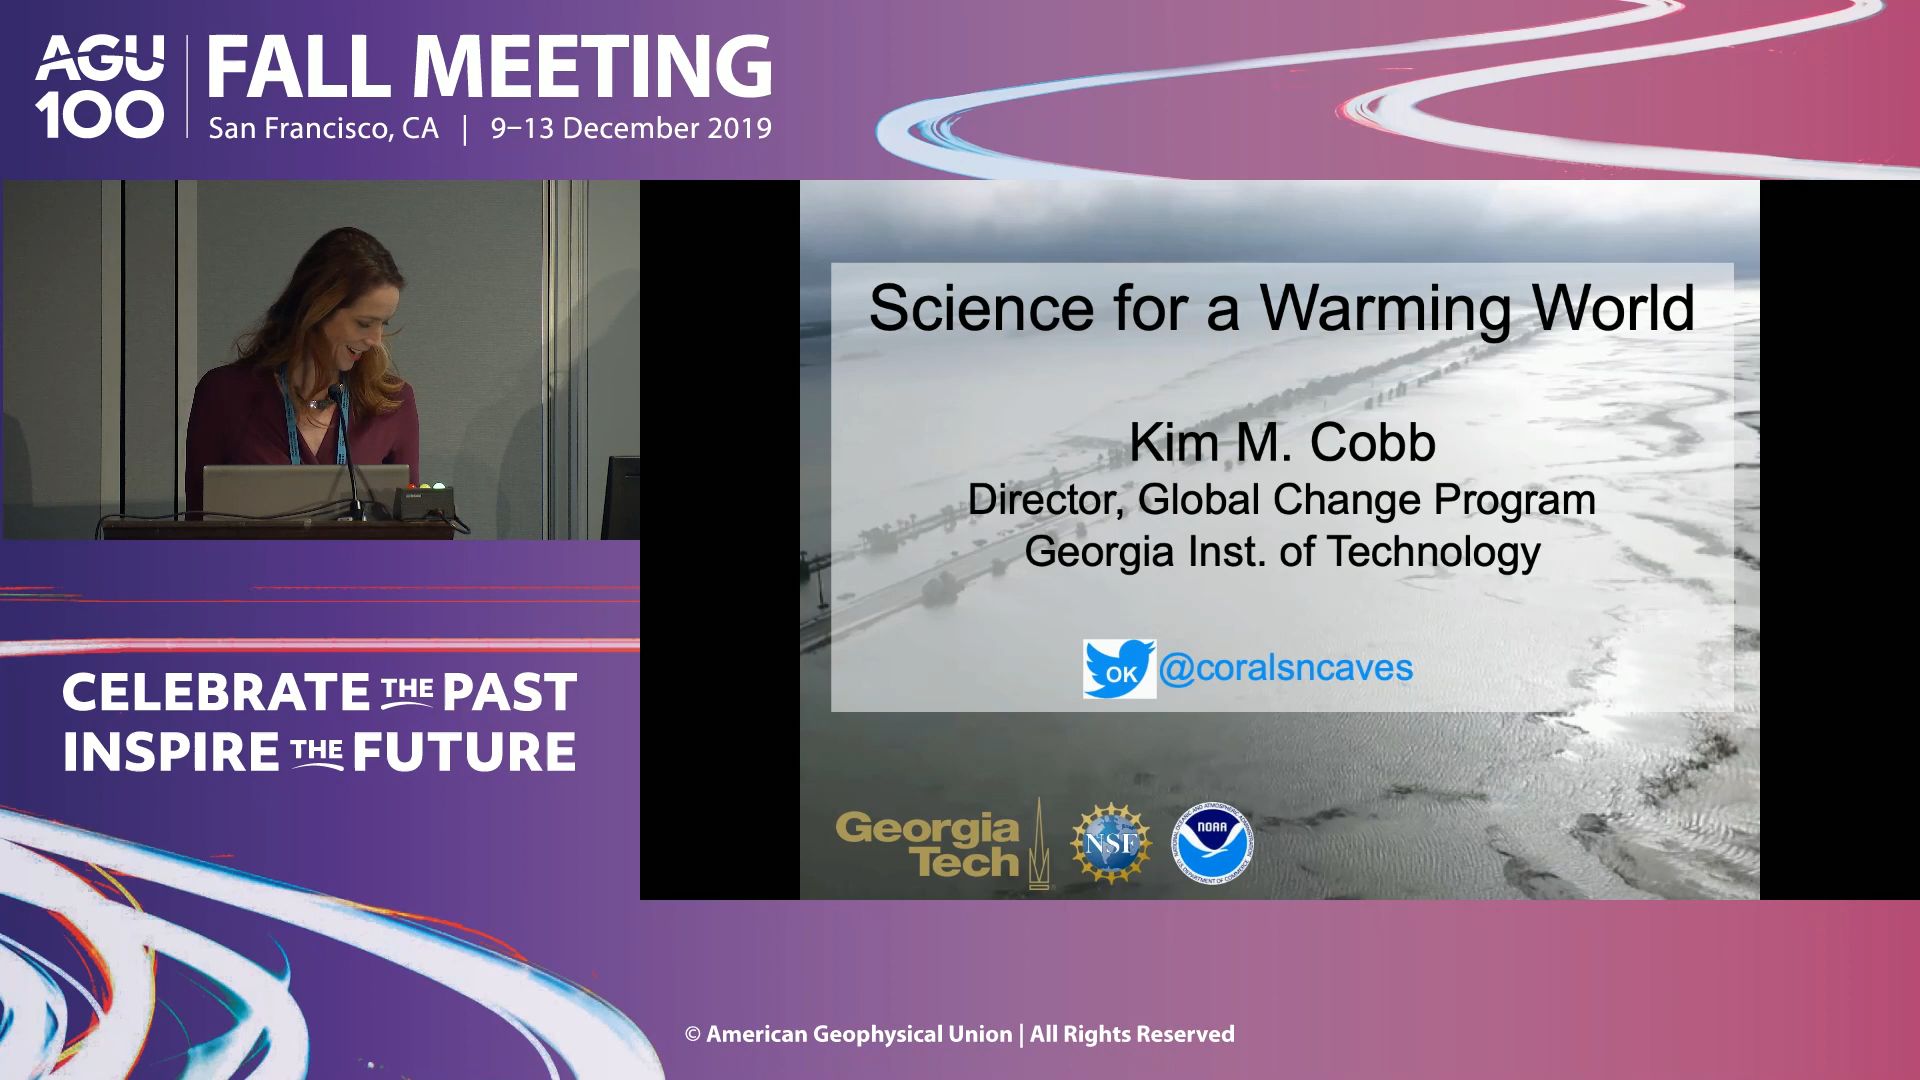 AGU
100
FALL MEETING
San Francisco, CA | 9–13 December 2019
Science for a Warming World
Kim M. Cobb
Director, Global Change Program
Georgia Inst. of Technology
OK @coralsncaves
Georgia
Tech
NSF
NOAA
CELEBRATE THE PAST
INSPIRE THE FUTURE
© American Geophysical Union | All Rights Reserved